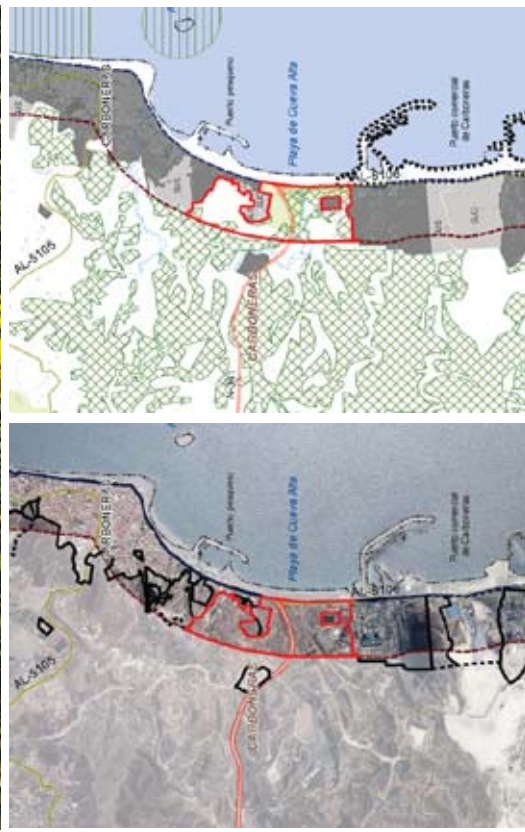 CARBONERAS
Puerto pesquero
Playa de Cueva Alta
Puerto comercial
de Carboneras
AL-5106
AL-5105
CARBONERAS
N-341
CARBONERAS
Puerto pesquero
Playa de Cueva Alta
Puerto comercial
de Carboneras
AL-5106
AL-5105
CARBONERAS